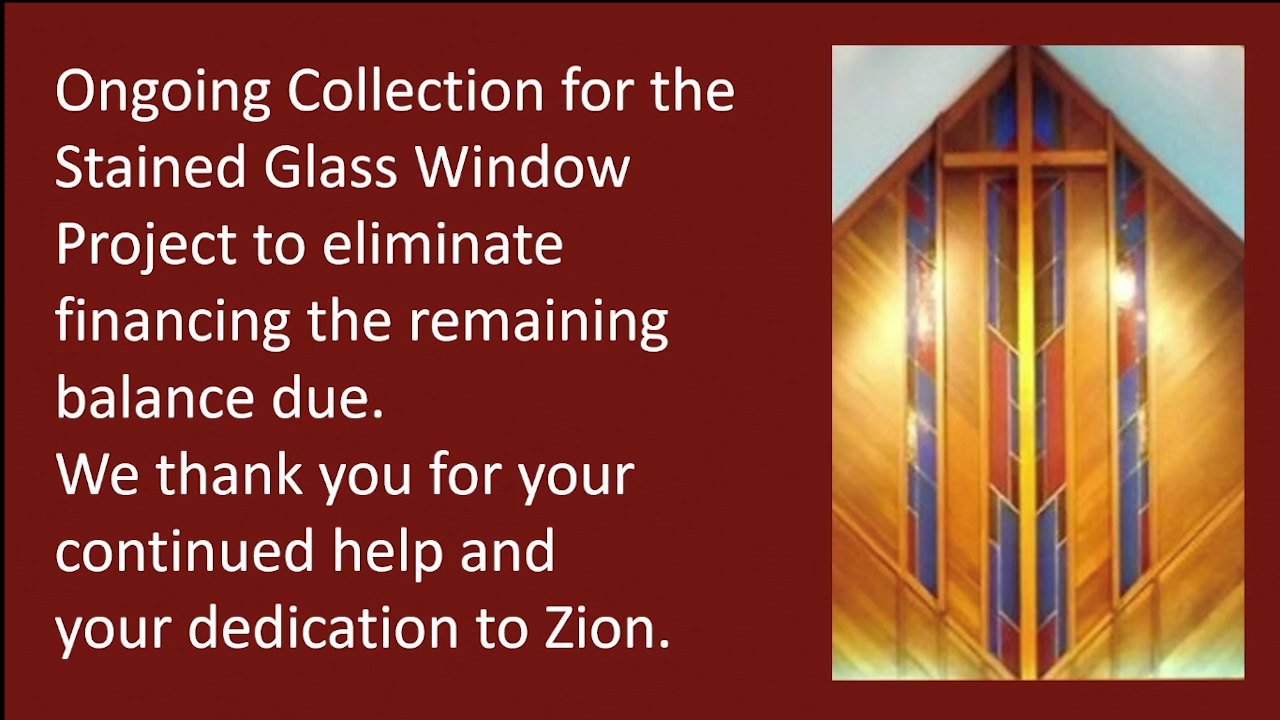 Ongoing Collection for the
Stained Glass Window
Project to eliminate
financing the remaining
balance due.
We thank you for your
continued help and
your dedication to Zion.